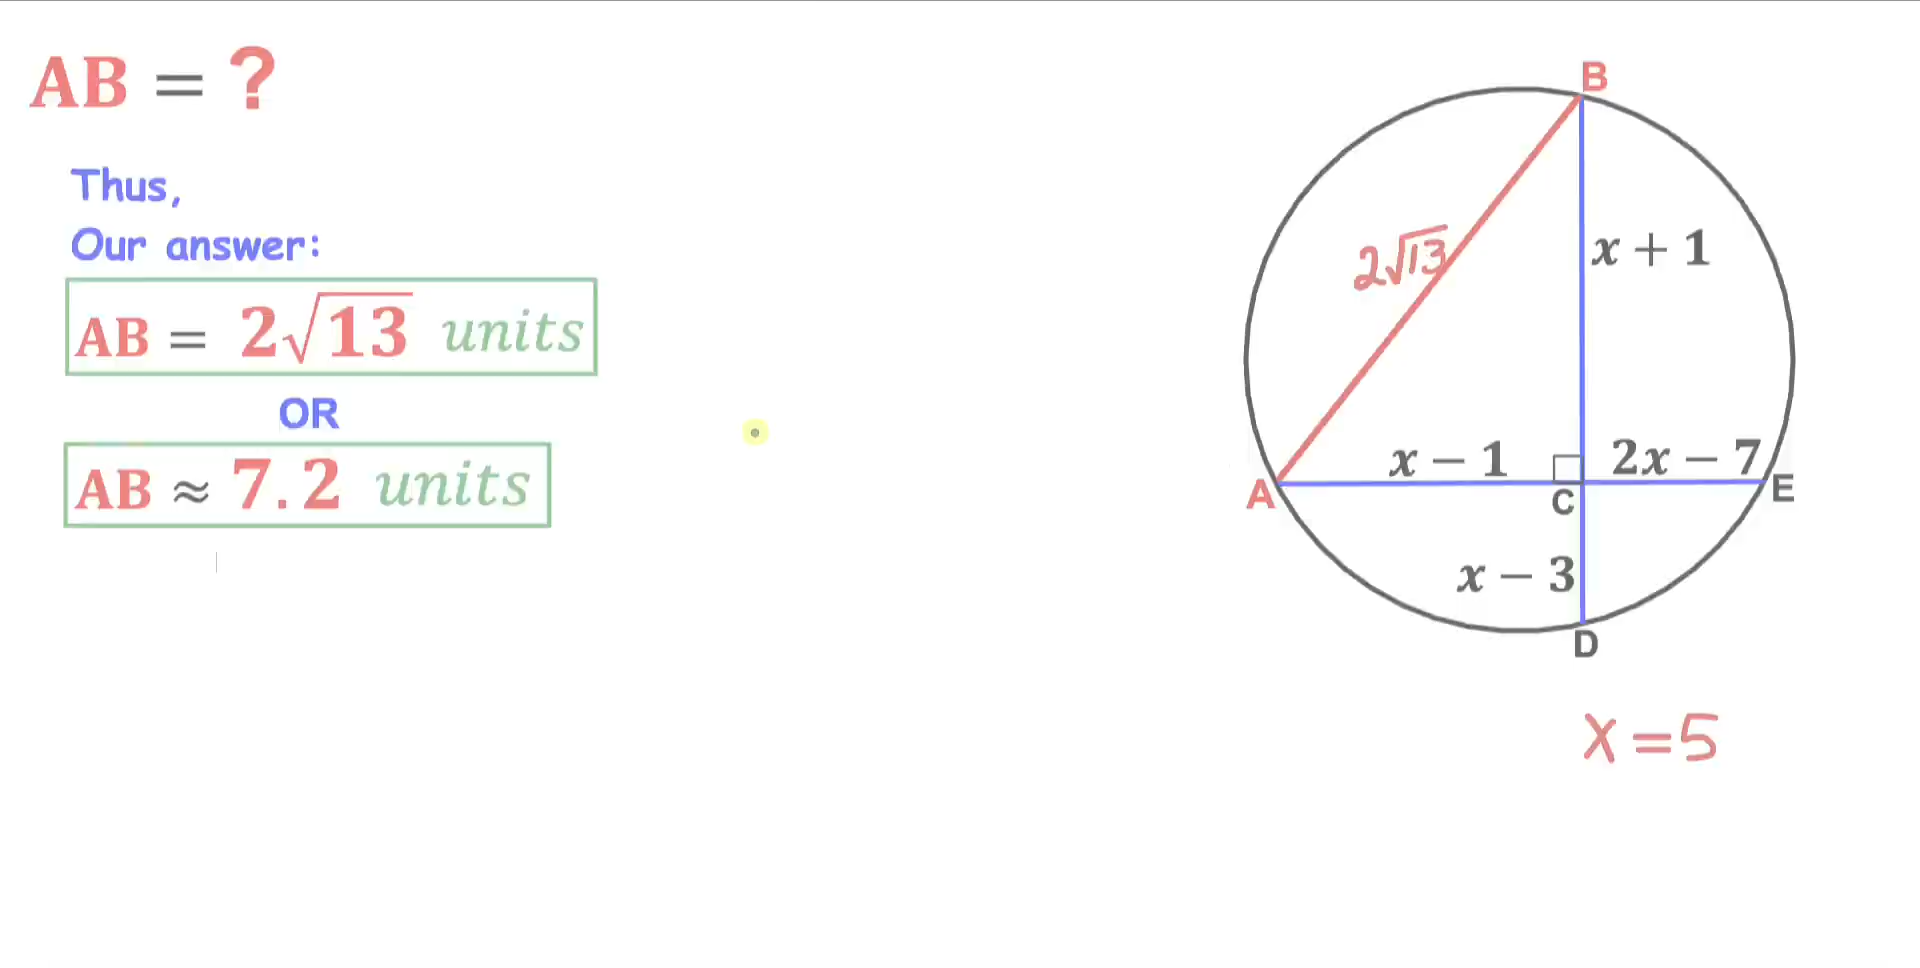 AB = ?
Thus,
Our answer:
AB = 2√13 units
OR
AB ≈ 7.2 units
B
2√13
x + 1
x − 1
2x − 7
A
C
E
x − 3
D
x = 5